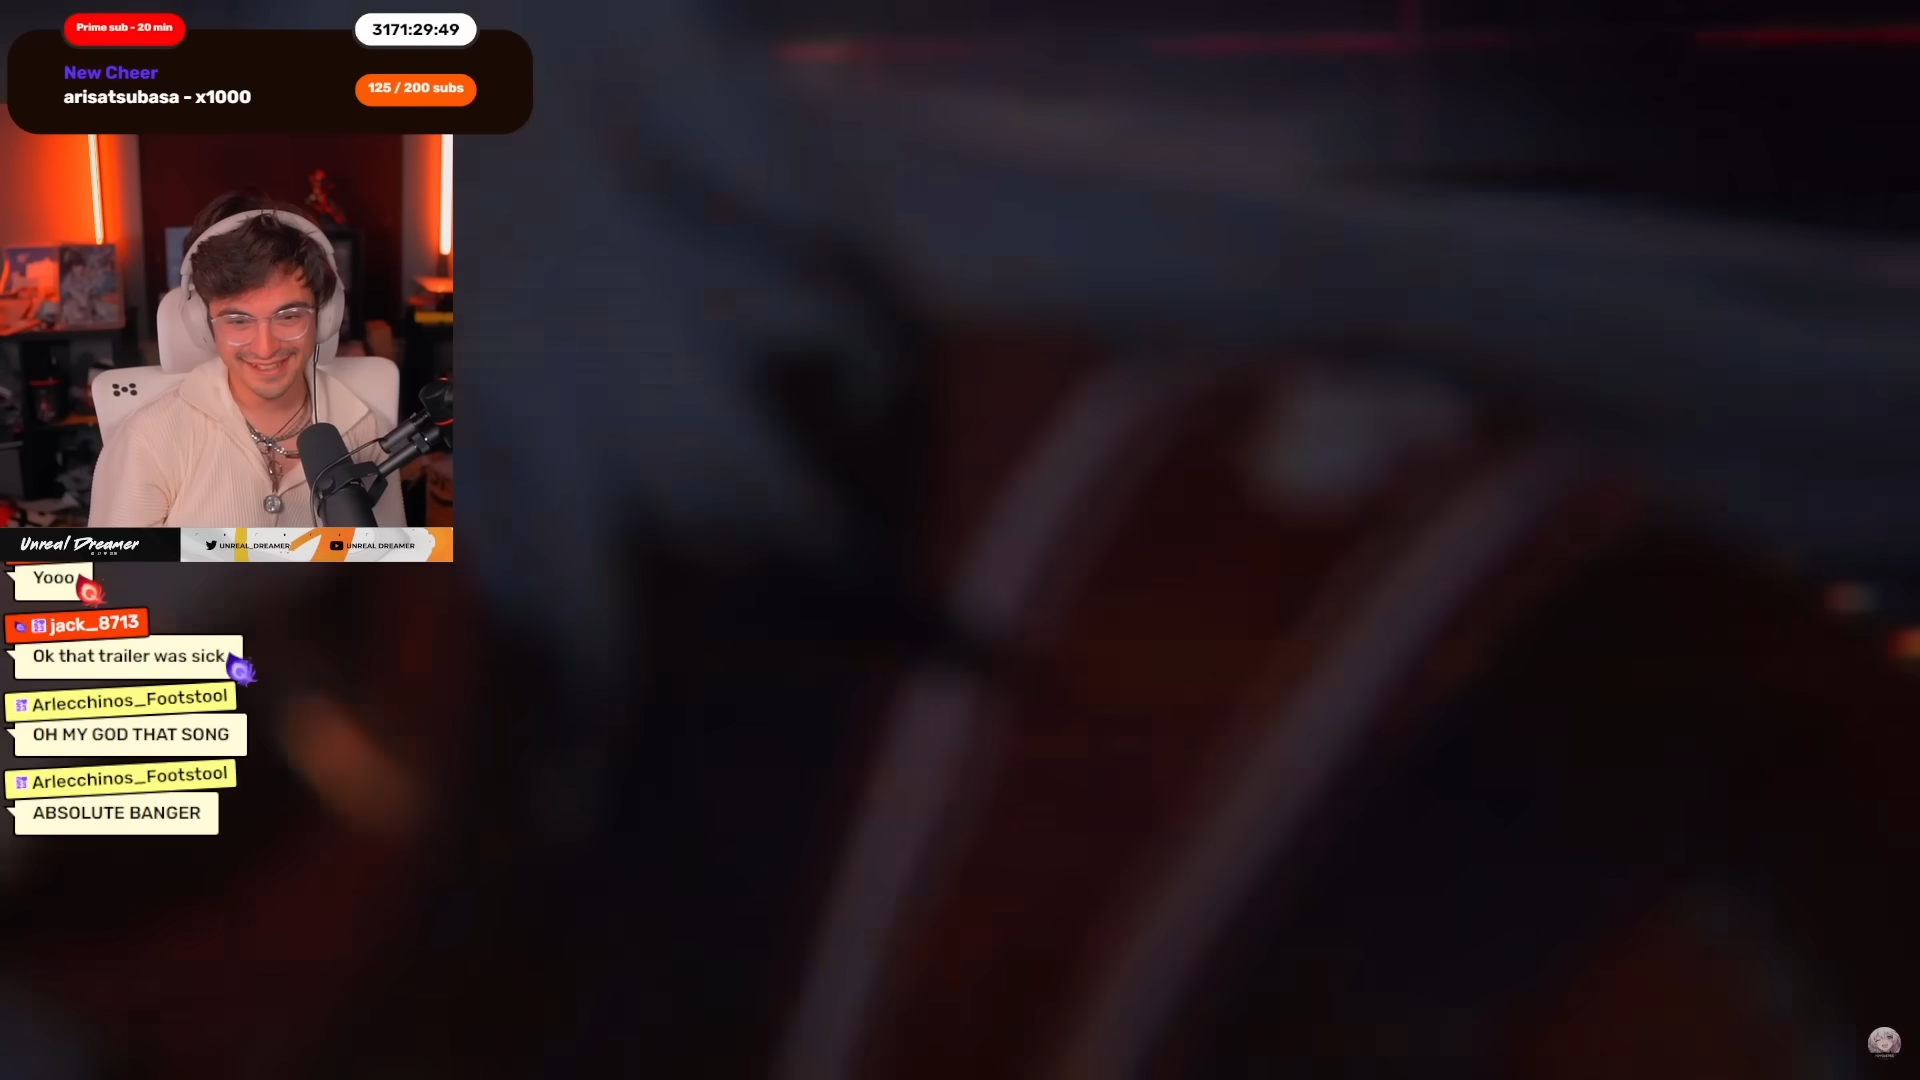 Prime sub - 20 min
3171:29:49
New Cheer
arisatsubasa - x1000
125 / 200 subs
Unreal Dreamer
UNREAL_DREAMER
UNREAL DREAMER
Yooo
jack_8713
Ok that trailer was sick
Arlecchinos_Footstool
OH MY GOD THAT SONG
Arlecchinos_Footstool
ABSOLUTE BANGER